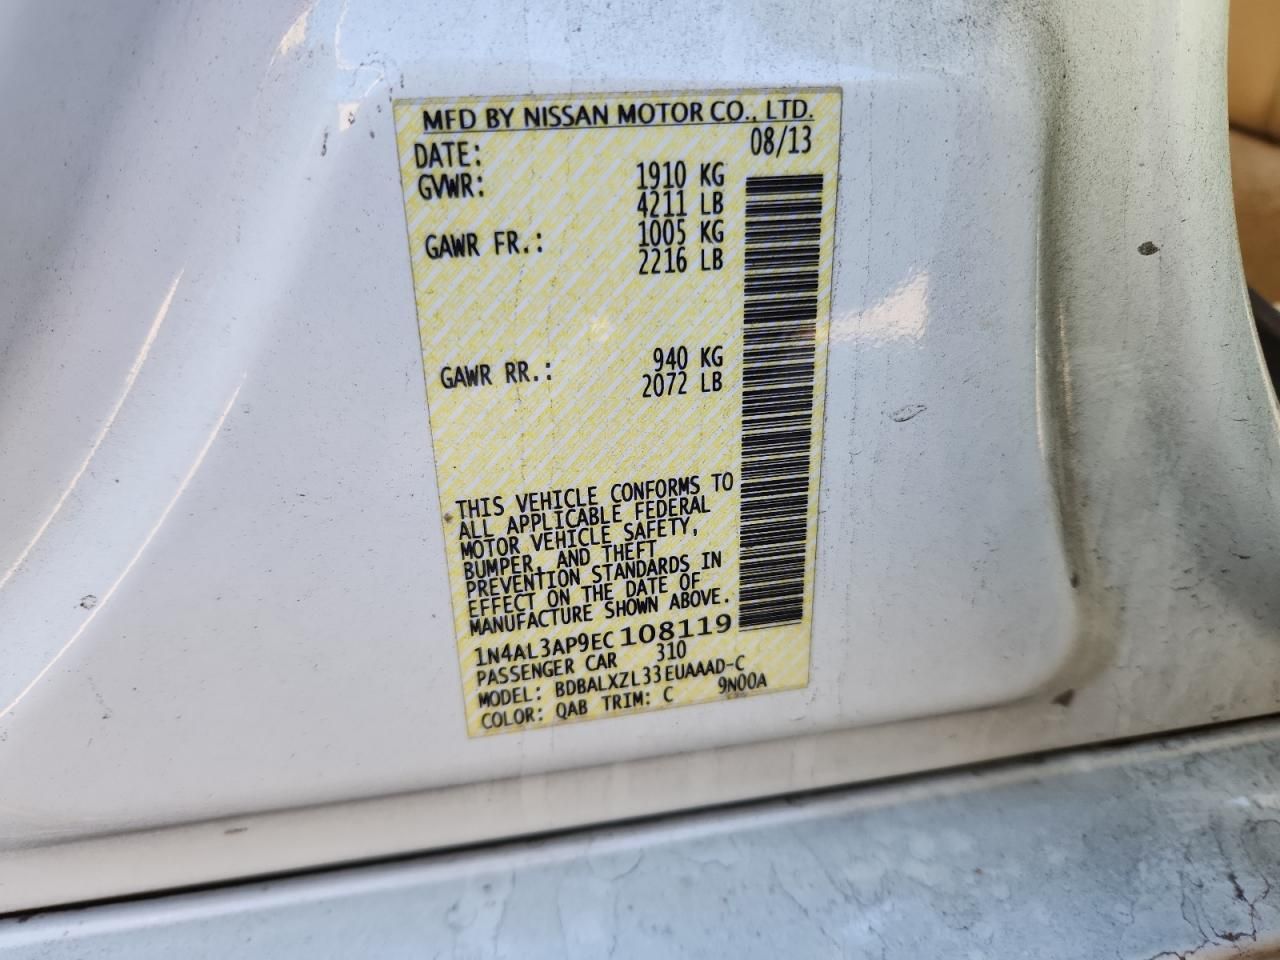 MFD BY NISSAN MOTOR CO., LTD.
DATE: 08/13
GVWR: 1910 KG
4211 LB
GAWR FR.: 1005 KG
2216 LB
GAWR RR.: 940 KG
2072 LB
THIS VEHICLE CONFORMS TO
ALL APPLICABLE FEDERAL
MOTOR VEHICLE SAFETY,
BUMPER, AND THEFT
PREVENTION STANDARDS IN
EFFECT ON THE DATE OF
MANUFACTURE SHOWN ABOVE.
1N4AL3AP9EC108119
PASSENGER CAR 310
MODEL: BDBALXZL33EUAAAD-C
COLOR: QAB TRIM: C 9N00A